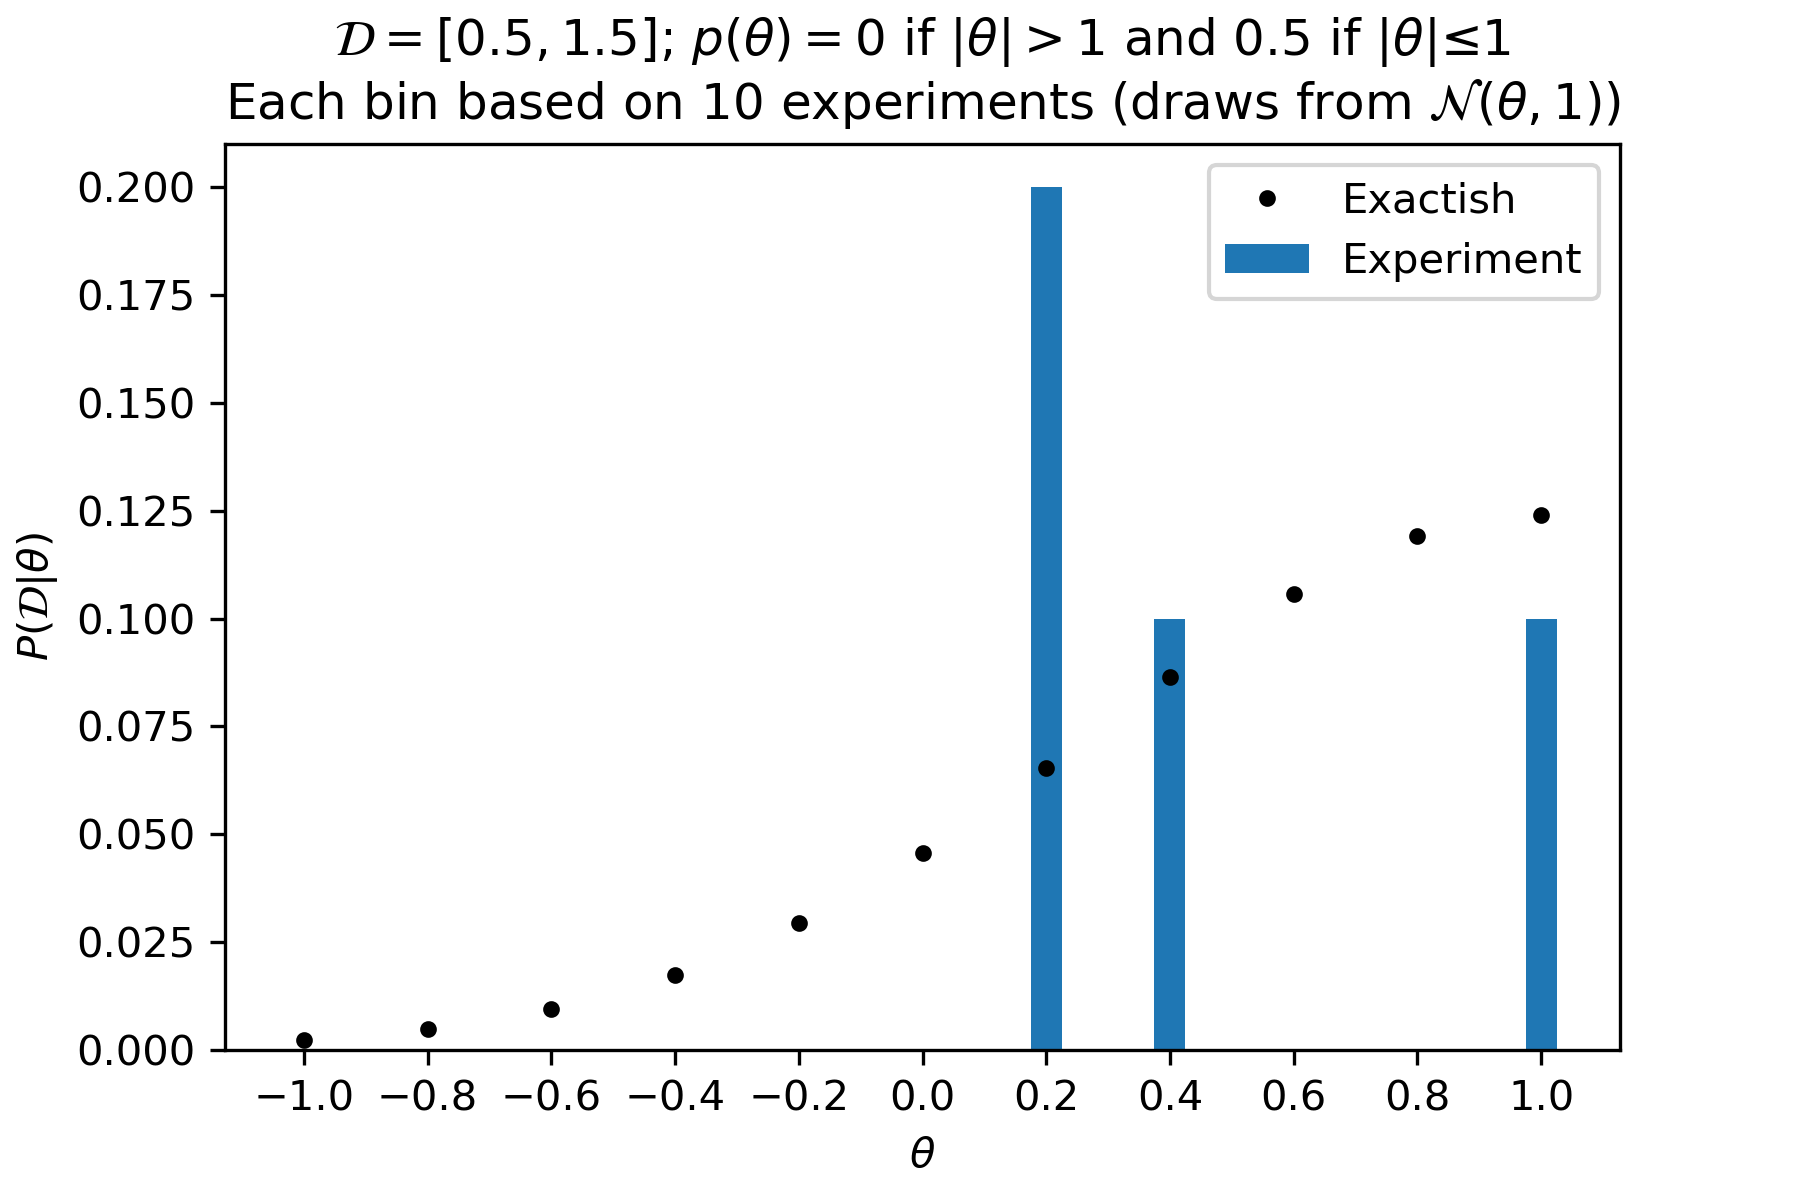 𝒟 = [0.5, 1.5]; p(θ) = 0 if |θ| > 1 and 0.5 if |θ|≤1
Each bin based on 10 experiments (draws from 𝒩(θ, 1))
Exactish
Experiment
0.200
0.175
0.150
0.125
0.100
0.075
0.050
0.025
0.000
P(𝒟|θ)
−1.0 −0.8 −0.6 −0.4 −0.2 0.0 0.2 0.4 0.6 0.8 1.0
θ